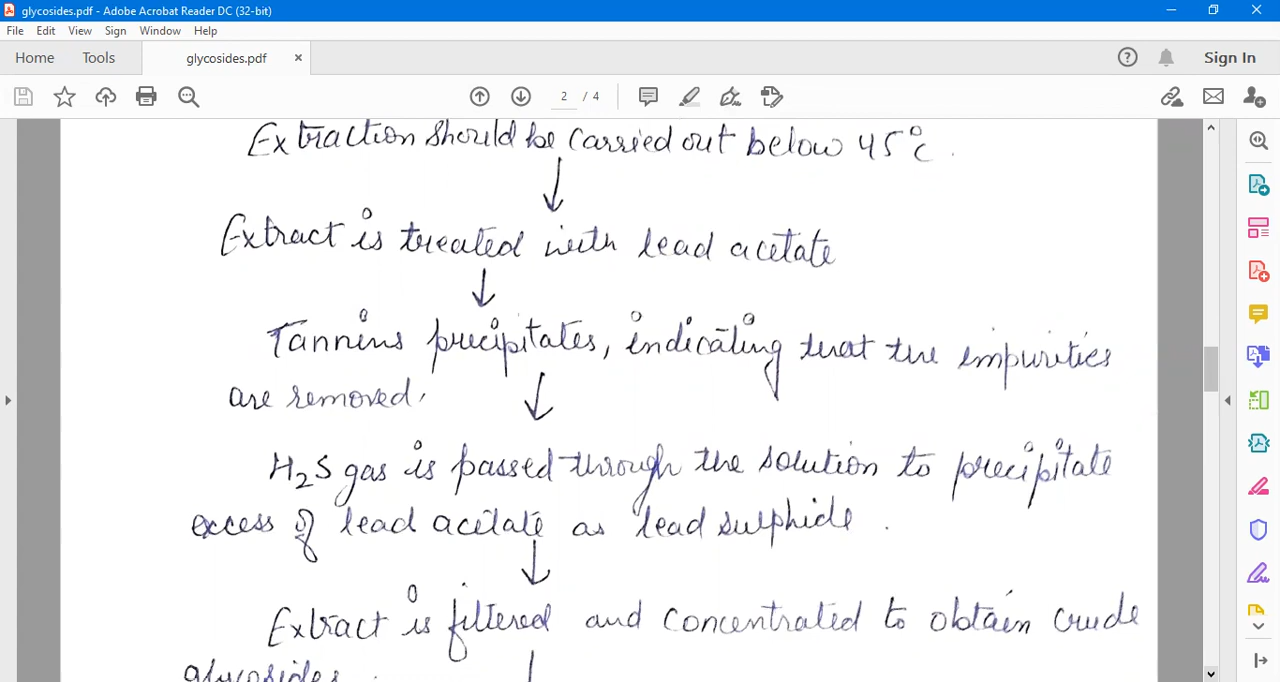 glycosides.pdf - Adobe Acrobat Reader DC (32-bit)
File Edit View Sign Window Help
Home Tools glycosides.pdf × Sign In
2 / 4
Extraction should be carried out below 45°C.
Extract is treated with lead acetate
Tannins precipitates, indicating that the impurities
are removed.
H2S gas is passed through the solution to precipitate
excess of lead acetate as lead sulphide.
Extract is filtered and concentrated to obtain crude
glycosides.